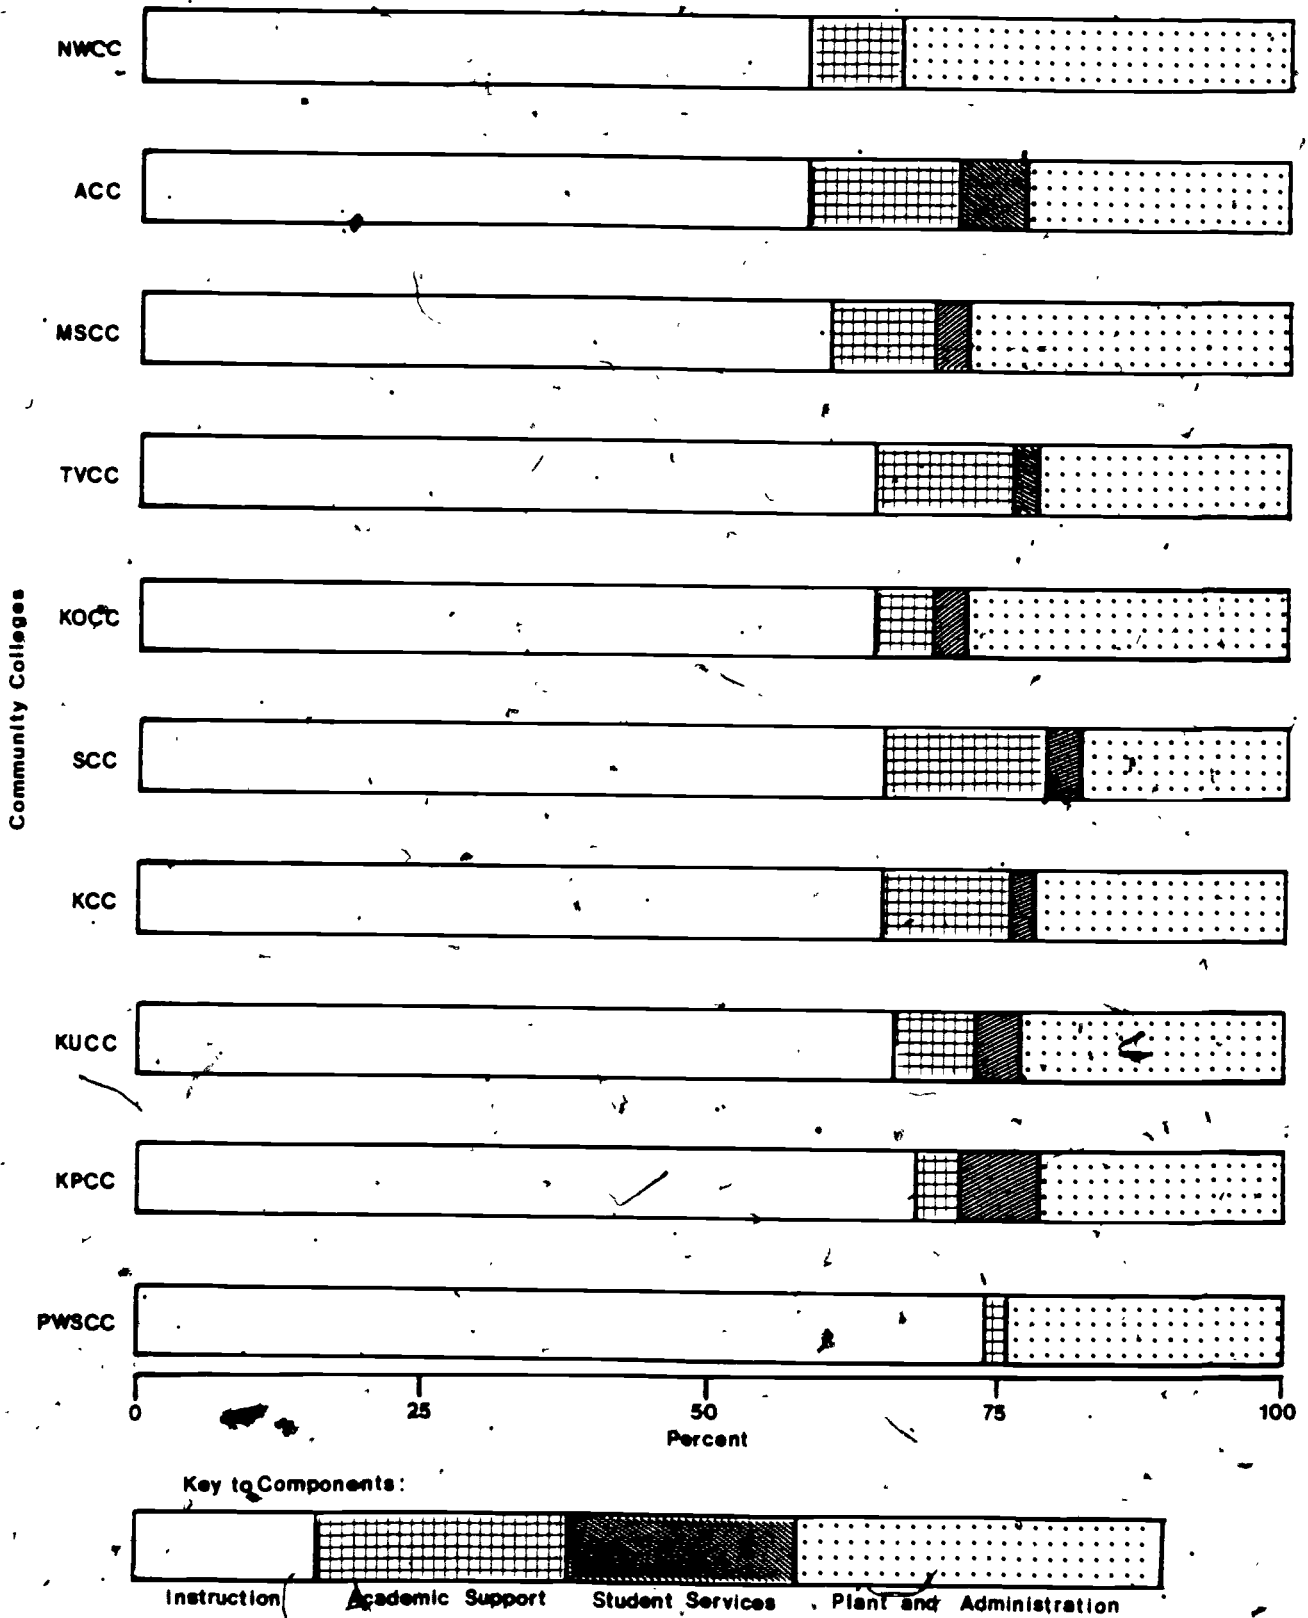 NWCC
ACC
MSCC
TVCC
KOCC
SCC
KCC
KUCC
KPCC
PWSCC
Community Colleges
0 25 50 75 100
Percent
Key to Components:
Instruction Academic Support Student Services Plant and Administration